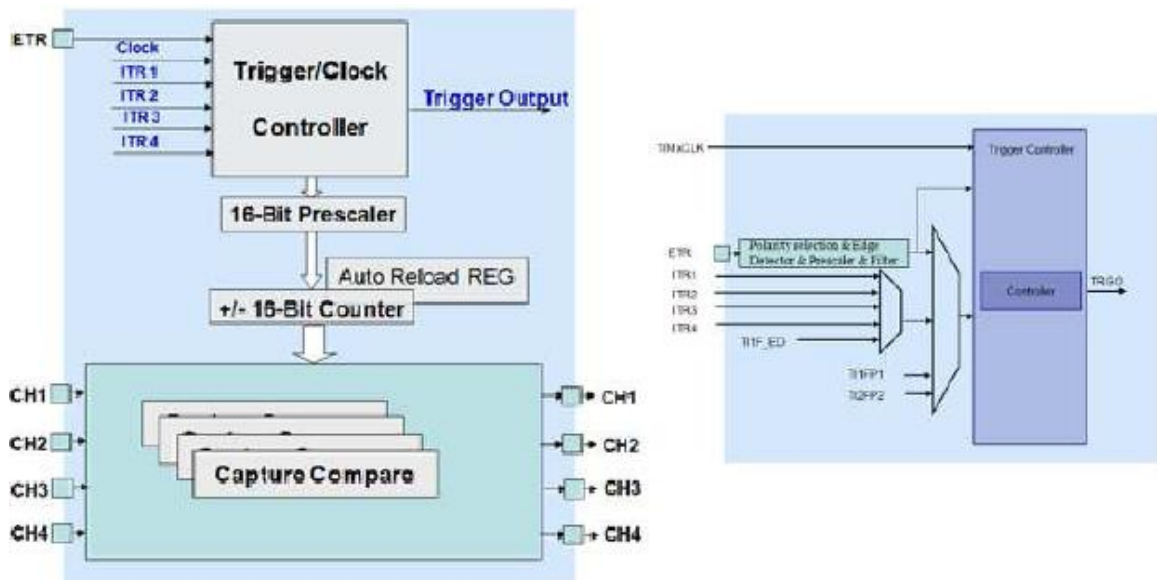 ETR
Clock
ITR 1
ITR 2
ITR 3
ITR 4
Trigger/Clock
Controller
Trigger Output
16-Bit Prescaler
Auto Reload REG
+/- 16-Bit Counter
CH1
CH2
CH3
CH4
Capture Compare
CH1
CH2
CH3
CH4
TIMxCLK
Trigger Controller
ETR
Polarity selection & Edge
Detector & Prescaler & Filter
ITR1
ITR2
ITR3
ITR4
TI1F_ED
TI1FP1
TI2FP2
Controller
TRGO